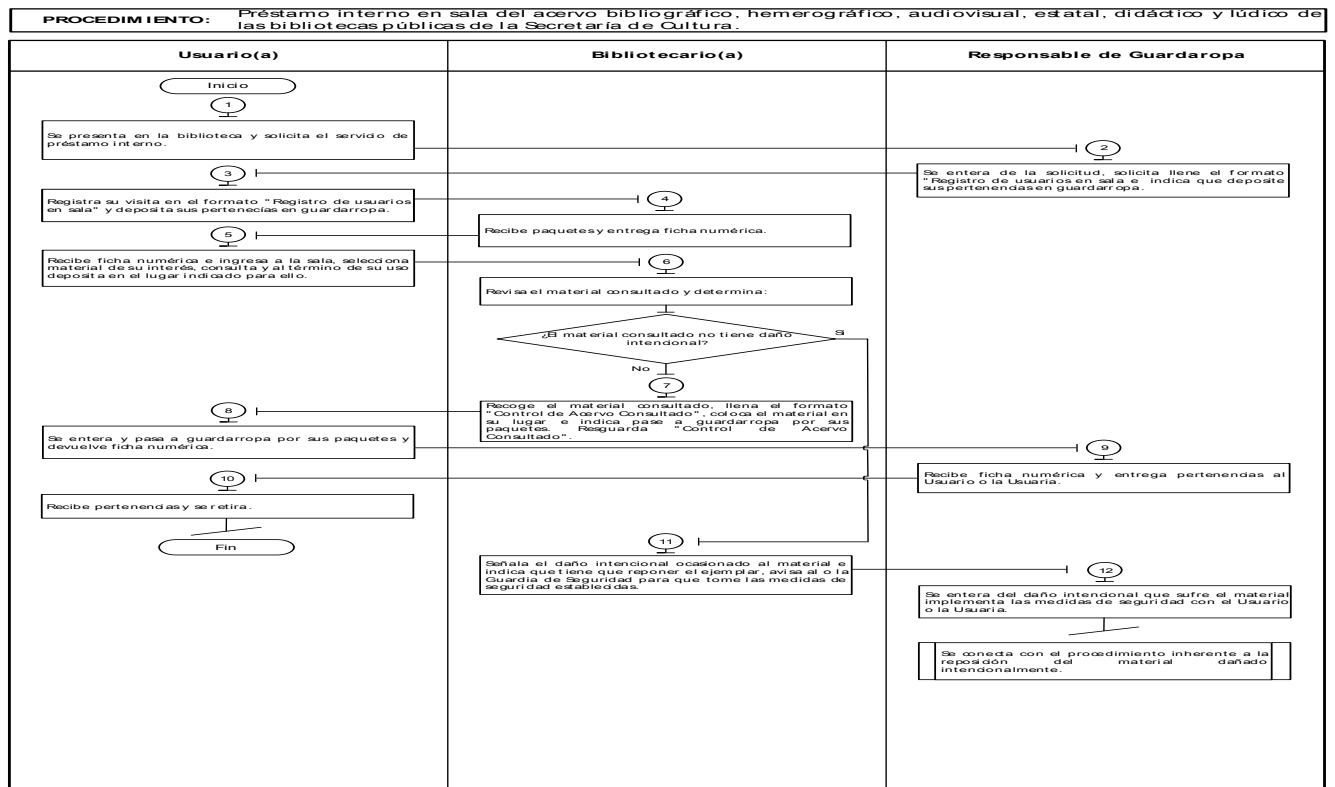 PROCEDIMIENTO: Préstamo interno en sala del acervo bibliográfico, hemerográfico, audiovisual, estatal, didáctico y lúdico de
las bibliotecas públicas de la Secretaría de Cultura.
Usuario(a)
Bibliotecario(a)
Responsable de Guardaropa
Inicio
1
Se presenta en la biblioteca y solicita el servicio de
préstamo interno.
2
Se entera de la solicitud, solicita llene el formato
"Registro de usuarios en sala e indica que deposite
sus pertenencias en guardarropa.
3
Registra su visita en el formato "Registro de usuarios
en sala" y deposita sus pertenecías en guardarropa.
4
Recibe paquetes y entrega ficha numérica.
5
Recibe ficha numérica e ingresa a la sala, selecciona
material de su interés, consulta y al término de su uso
deposita en el lugar indicado para ello.
6
Revisa el material consultado y determina:
¿El material consultado no tiene daño
intencional?
Si
No
7
Recoge el material consultado, llena el formato
"Control de Acervo Consultado", coloca el material en
su lugar e indica pase a guardarropa por sus
paquetes. Resguarda "Control de Acervo
Consultado".
8
Se entera y pasa a guardarropa por sus paquetes y
devuelve ficha numérica.
9
Recibe ficha numérica y entrega pertenencias al
Usuario o la Usuaria.
10
Recibe pertenencias y se retira.
Fin
11
Señala el daño intencional ocasionado al material e
indica que tiene que reponer el ejemplar, avisa al o la
Guardia de Seguridad para que tome las medidas de
seguridad establecidas.
12
Se entera del daño intencional que sufre el material
implementa las medidas de seguridad con el Usuario
o la Usuaria.
Se conecta con el procedimiento inherente a la
reposición del material dañado
intencionalmente.